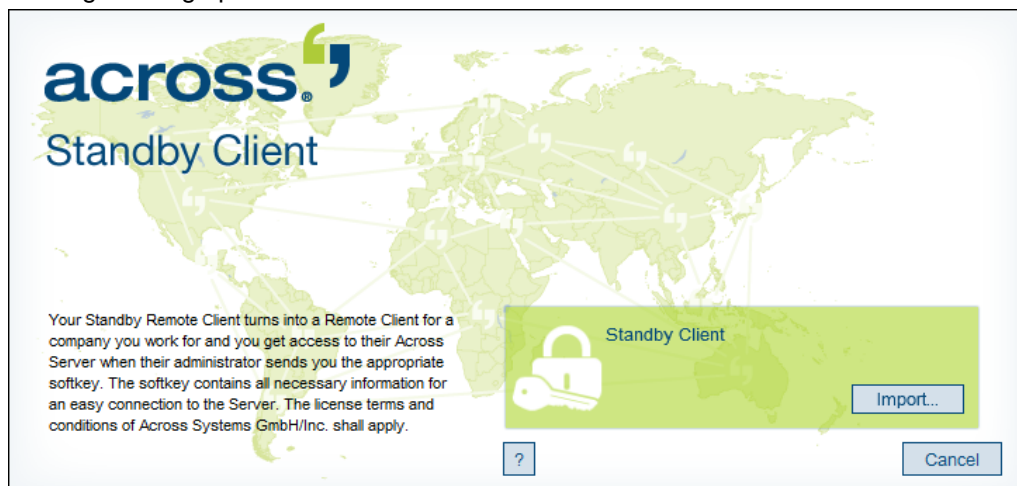 across®
Standby Client
Your Standby Remote Client turns into a Remote Client for a
company you work for and you get access to their Across
Server when their administrator sends you the appropriate
softkey. The softkey contains all necessary information for
an easy connection to the Server. The license terms and
conditions of Across Systems GmbH/Inc. shall apply.
Standby Client
Import...
?
Cancel